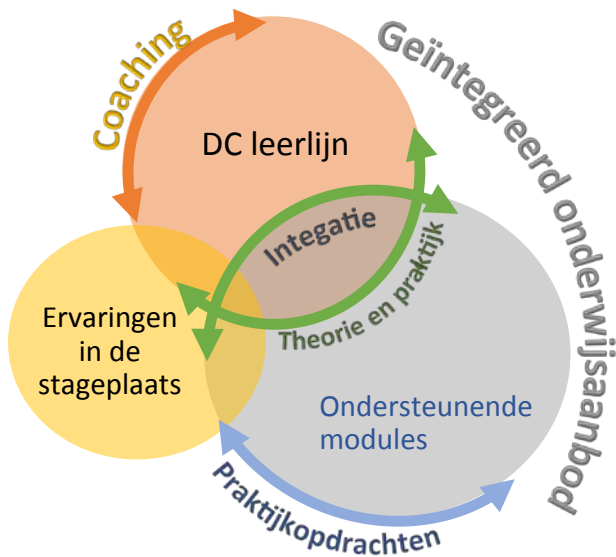 Coaching
Geïntegreerd onderwijsaanbod
DC leerlijn
Integatie
Theorie en praktijk
Ervaringen
in de
stageplaats
Ondersteunende
modules
Praktijkopdrachten